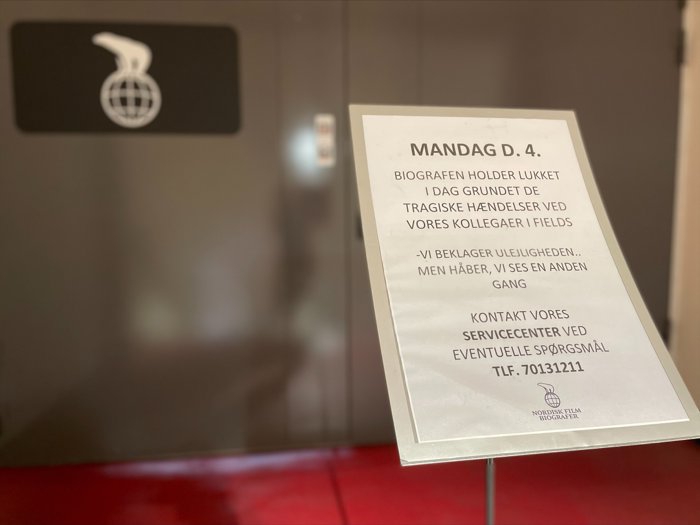 MANDAG D. 4.
BIOGRAFEN HOLDER LUKKET
I DAG GRUNDET DE
TRAGISKE HÆNDELSER VED
VORES KOLLEGAER I FIELDS
-VI BEKLAGER ULEJLIGHEDEN..
MEN HÅBER, VI SES EN ANDEN
GANG
KONTAKT VORES
SERVICECENTER VED
EVENTUELLE SPØRGSMÅL
TLF. 70131211
NORDISK FILM
BIOGRAFER